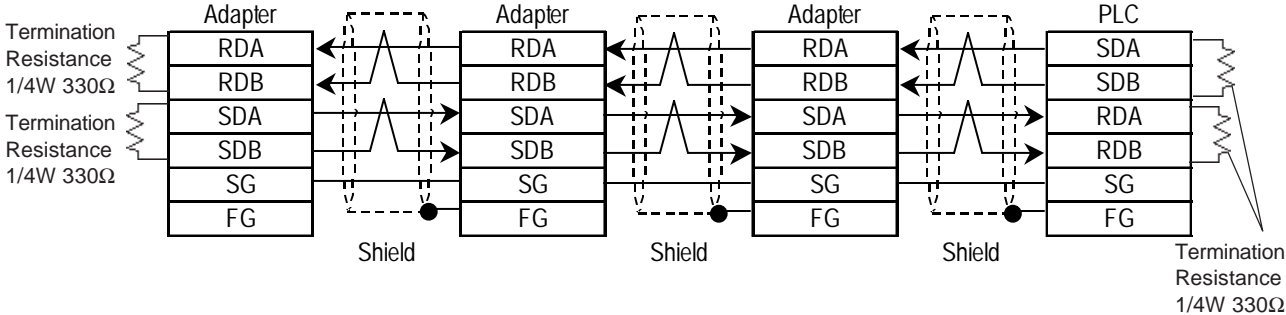 Adapter
Adapter
Adapter
PLC
Termination
Resistance
1/4W 330Ω
Termination
Resistance
1/4W 330Ω
RDA
RDB
SDA
SDB
SG
FG
RDA
RDB
SDA
SDB
SG
FG
RDA
RDB
SDA
SDB
SG
FG
SDA
SDB
RDA
RDB
SG
FG
Shield
Shield
Shield
Termination
Resistance
1/4W 330Ω